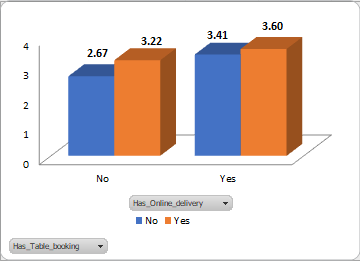 4
3
2
1
0
2.67
3.22
3.41
3.60
No
Yes
Has_Online_delivery
No Yes
Has_Table_booking